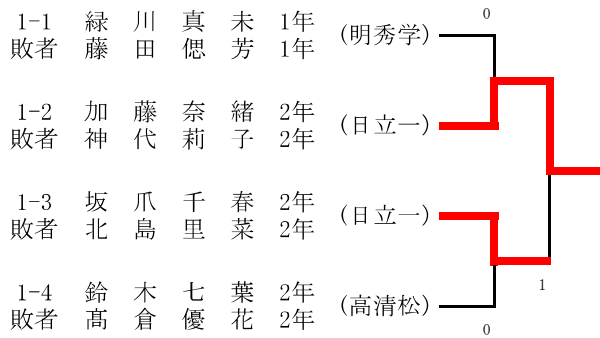 0
1-1 緑川真未 1年
敗者 藤田偲芳 1年 (明秀学)
1-2 加藤奈緒 2年
敗者 神代莉子 2年 (日立一)
1-3 坂爪千春 2年
敗者 北島里菜 2年 (日立一)
1
1-4 鈴木七葉 2年
敗者 髙倉優花 2年 (高清松)
0